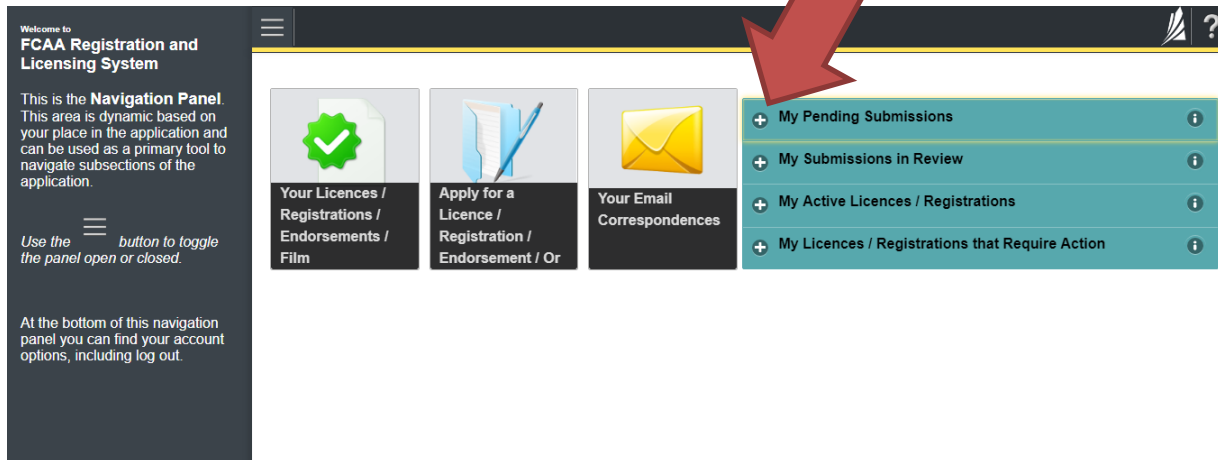 Welcome to
FCAA Registration and
Licensing System
This is the Navigation Panel.
This area is dynamic based on
your place in the application and
can be used as a primary tool to
navigate subsections of the
application.
Use the button to toggle
the panel open or closed.
At the bottom of this navigation
panel you can find your account
options, including log out.
?
Your Licences /
Registrations /
Endorsements /
Film
Apply for a
Licence /
Registration /
Endorsement / Or
Your Email
Correspondences
My Pending Submissions
My Submissions in Review
My Active Licences / Registrations
My Licences / Registrations that Require Action